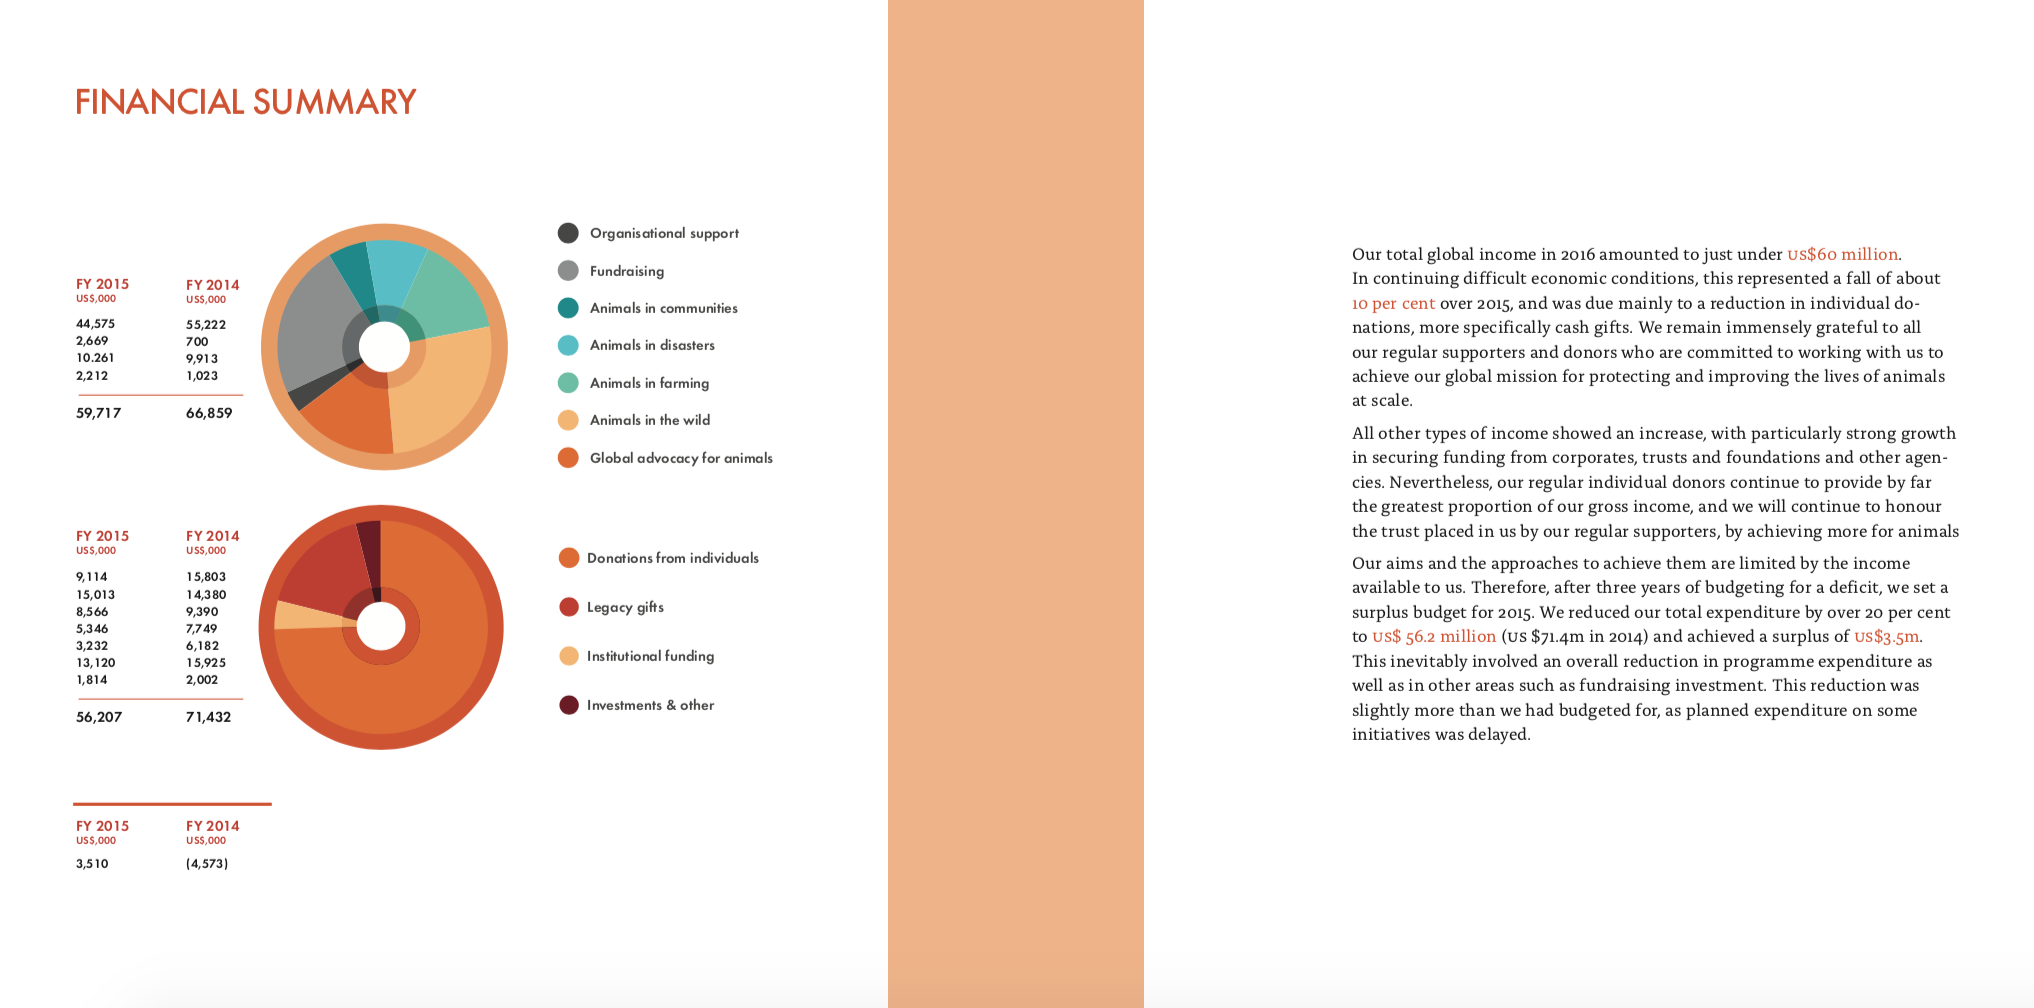 FINANCIAL SUMMARY
FY 2015 FY 2014
US$,000 US$,000
44,575 55,222
2,669 700
10.261 9,913
2,212 1,023
59,717 66,859
Organisational support
Fundraising
Animals in communities
Animals in disasters
Animals in farming
Animals in the wild
Global advocacy for animals
FY 2015 FY 2014
US$,000 US$,000
9,114 15,803
15,013 14,380
8,566 9,390
5,346 7,749
3,232 6,182
13,120 15,925
1,814 2,002
56,207 71,432
Donations from individuals
Legacy gifts
Institutional funding
Investments & other
FY 2015 FY 2014
US$,000 US$,000
3,510 (4,573)
Our total global income in 2016 amounted to just under US$60 million.
In continuing difficult economic conditions, this represented a fall of about
10 per cent over 2015, and was due mainly to a reduction in individual do-
nations, more specifically cash gifts. We remain immensely grateful to all
our regular supporters and donors who are committed to working with us to
achieve our global mission for protecting and improving the lives of animals
at scale.
All other types of income showed an increase, with particularly strong growth
in securing funding from corporates, trusts and foundations and other agen-
cies. Nevertheless, our regular individual donors continue to provide by far
the greatest proportion of our gross income, and we will continue to honour
the trust placed in us by our regular supporters, by achieving more for animals
Our aims and the approaches to achieve them are limited by the income
available to us. Therefore, after three years of budgeting for a deficit, we set a
surplus budget for 2015. We reduced our total expenditure by over 20 per cent
to US$ 56.2 million (US $71.4m in 2014) and achieved a surplus of US$3.5m.
This inevitably involved an overall reduction in programme expenditure as
well as in other areas such as fundraising investment. This reduction was
slightly more than we had budgeted for, as planned expenditure on some
initiatives was delayed.